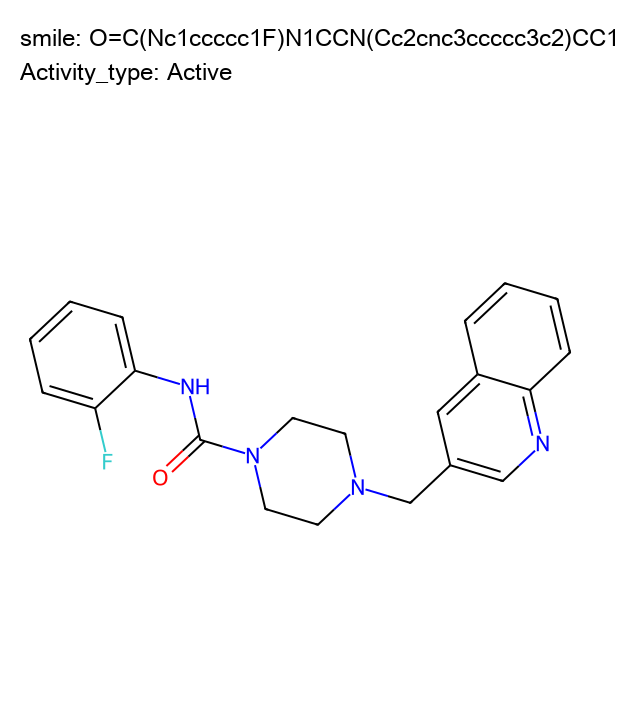 smile: O=C(Nc1ccccc1F)N1CCN(Cc2cnc3ccccc3c2)CC1
Activity_type: Active
NH
F
O
N
N
N